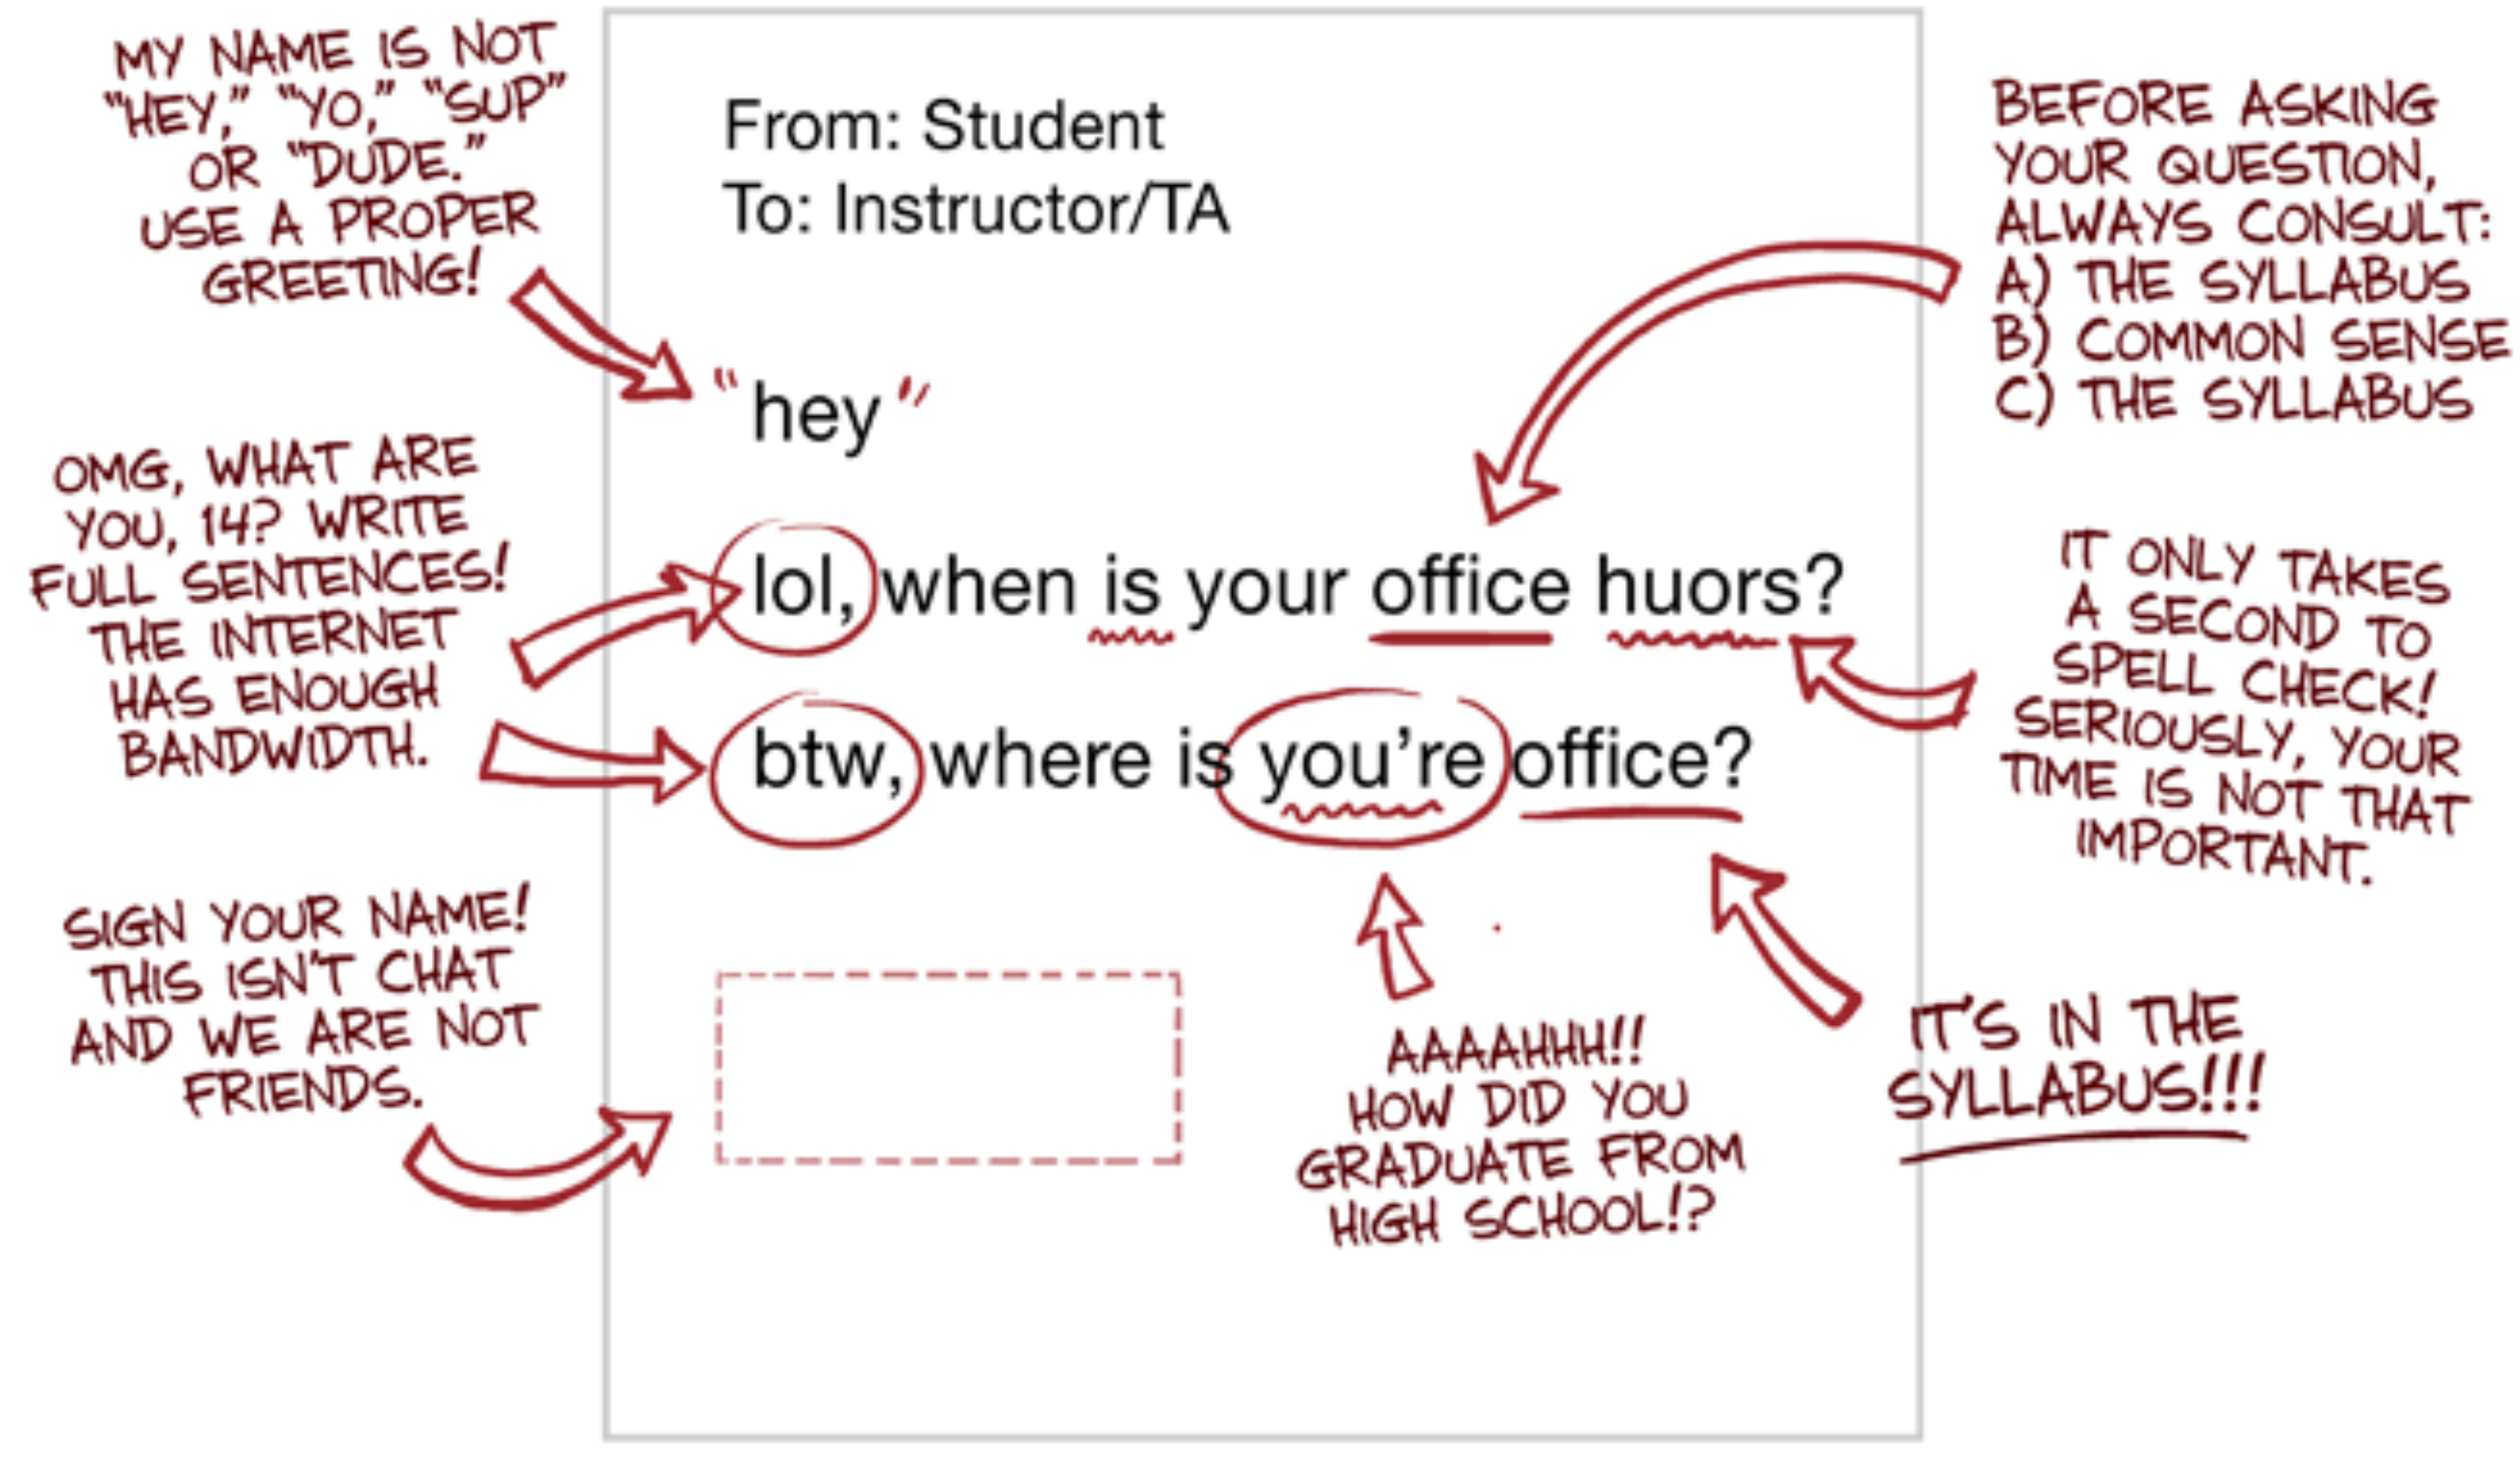 MY NAME IS NOT
"HEY," "YO," "SUP"
OR "DUDE."
USE A PROPER
GREETING!
OMG, WHAT ARE
YOU, 14? WRITE
FULL SENTENCES!
THE INTERNET
HAS ENOUGH
BANDWIDTH.
SIGN YOUR NAME!
THIS ISN'T CHAT
AND WE ARE NOT
FRIENDS.
From: Student
To: Instructor/TA
"hey"
lol, when is your office huors?
btw, where is you're office?
AAAAHHH!!
HOW DID YOU
GRADUATE FROM
HIGH SCHOOL!?
BEFORE ASKING
YOUR QUESTION,
ALWAYS CONSULT:
A) THE SYLLABUS
B) COMMON SENSE
C) THE SYLLABUS
IT ONLY TAKES
A SECOND TO
SPELL CHECK!
SERIOUSLY, YOUR
TIME IS NOT THAT
IMPORTANT.
IT'S IN THE
SYLLABUS!!!